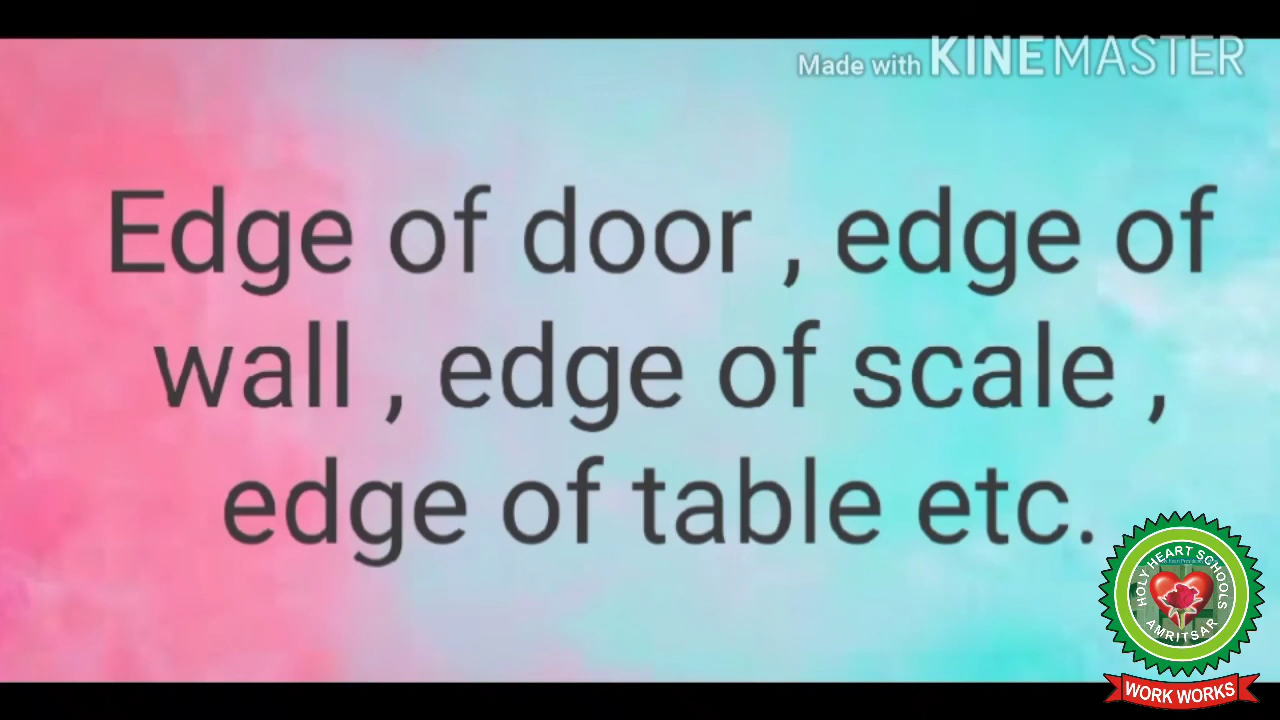 Made with KINEMASTER
Edge of door , edge of
wall , edge of scale ,
edge of table etc.
HOLY HEART SCHOOLS
AMRITSAR
WORK WORKS